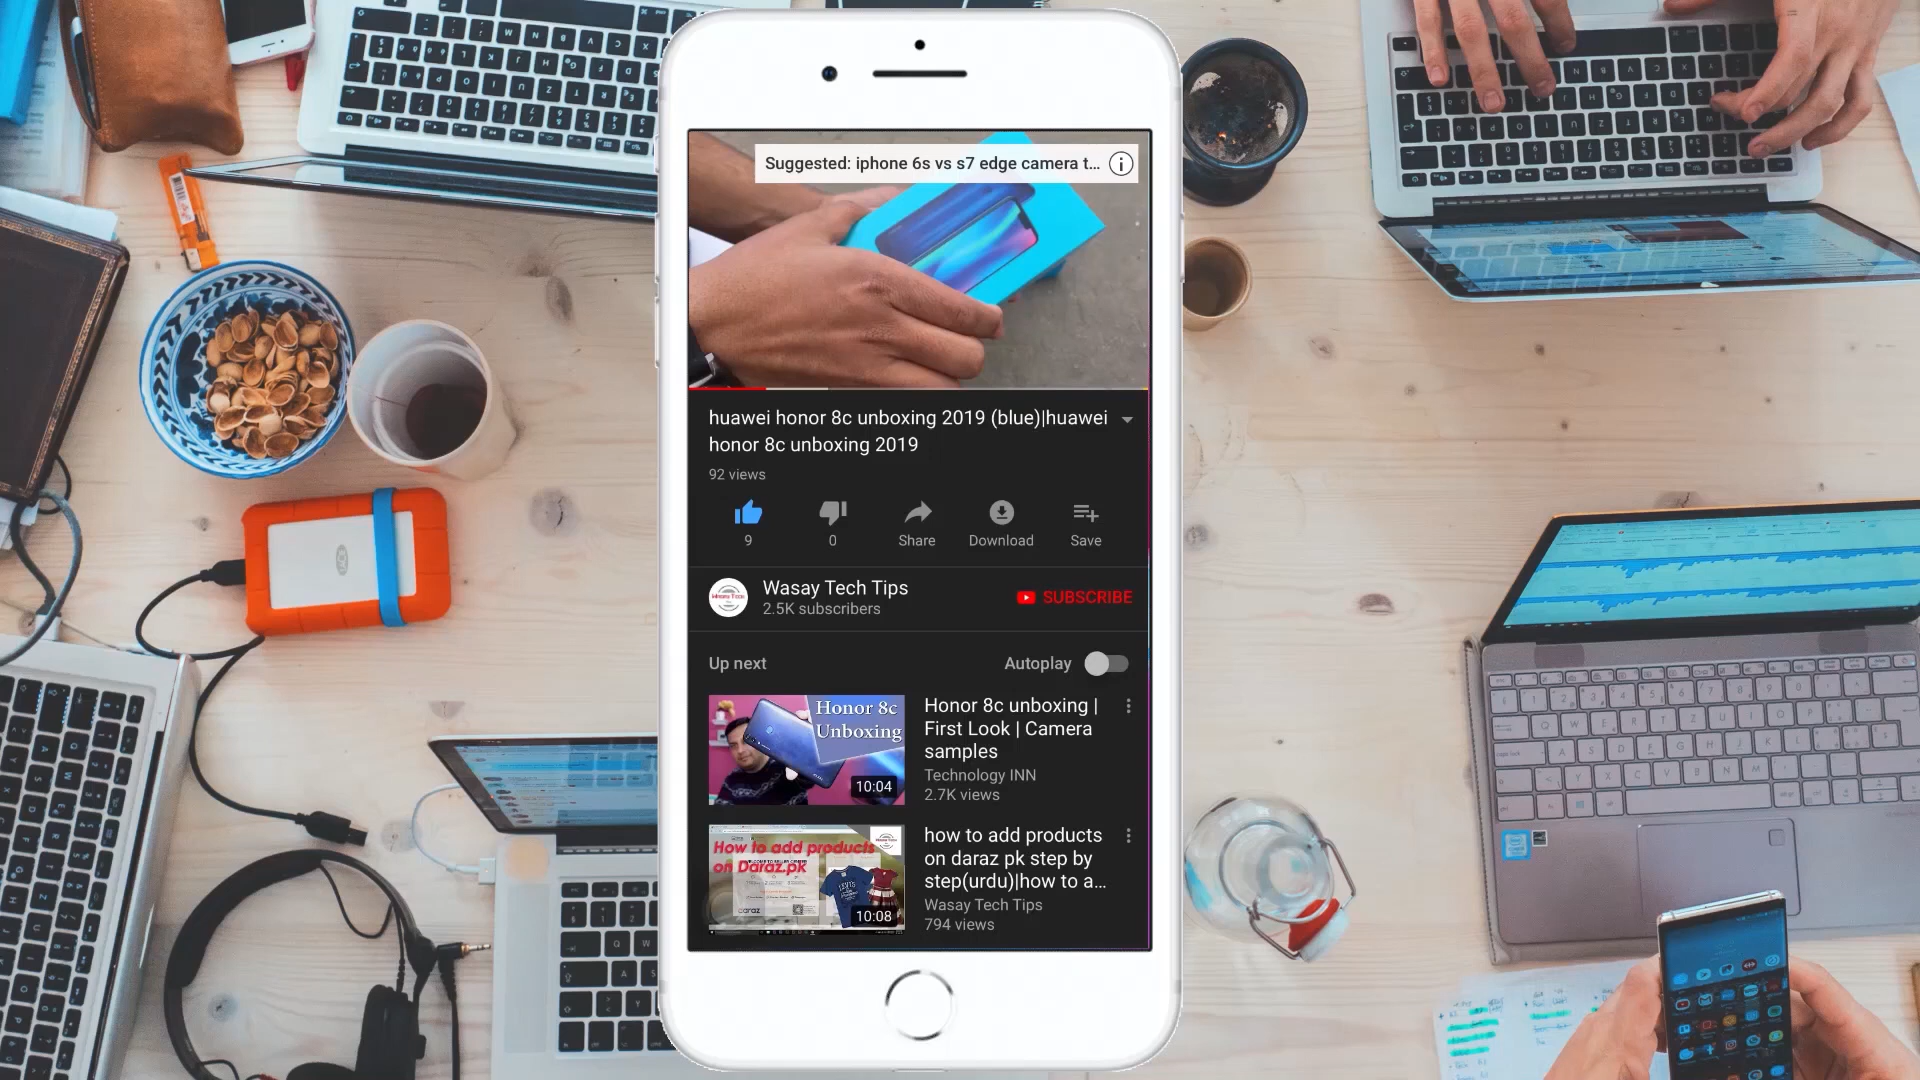 Suggested: iphone 6s vs s7 edge camera t...
huawei honor 8c unboxing 2019 (blue)|huawei
honor 8c unboxing 2019
92 views
9
0
Share
Download
Save
Wasay Tech Tips
2.5K subscribers
SUBSCRIBE
Up next
Autoplay
Honor 8c
Unboxing
10:04
Honor 8c unboxing |
First Look | Camera
samples
Technology INN
2.7K views
How to add products
on Daraz.pk
daraz
10:08
how to add products
on daraz pk step by
step(urdu)|how to a...
Wasay Tech Tips
794 views